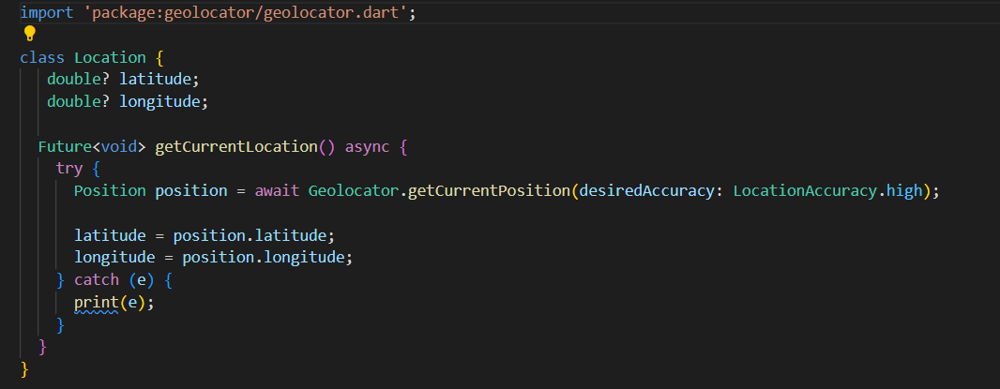 import 'package:geolocator/geolocator.dart';
class Location {
double? latitude;
double? longitude;
Future<void> getCurrentLocation() async {
try {
Position position = await Geolocator.getCurrentPosition(desiredAccuracy: LocationAccuracy.high);
latitude = position.latitude;
longitude = position.longitude;
} catch (e) {
print(e);
}
}
}